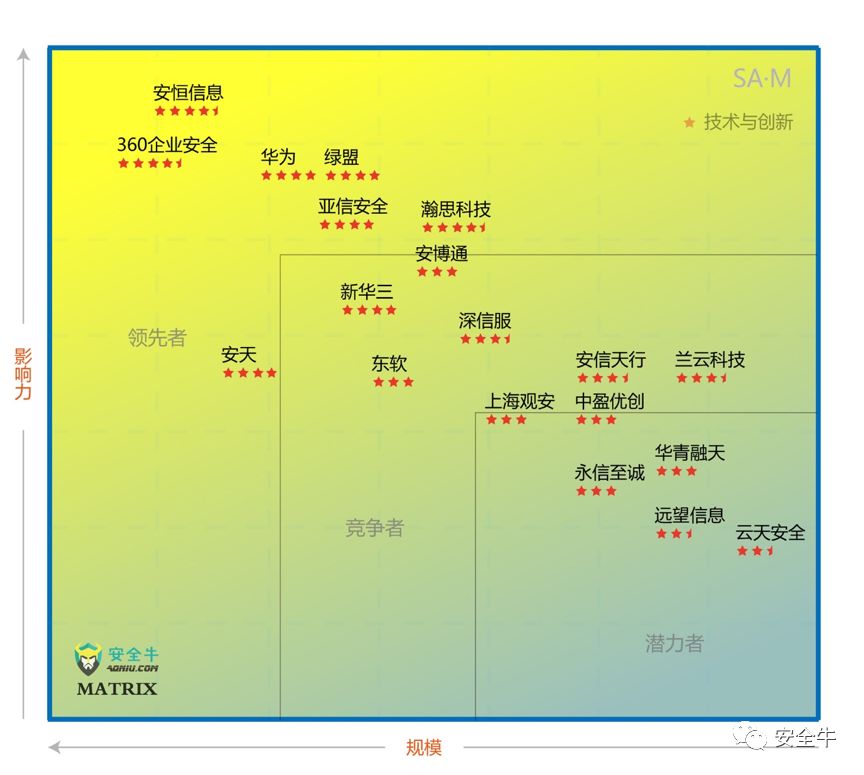 SA·M
安恒信息
技术与创新
360企业安全
华为
绿盟
亚信安全
瀚思科技
安博通
新华三
深信服
领先者
安天
东软
安信天行
兰云科技
影响力
上海观安
中盈优创
华青融天
永信至诚
远望信息
竞争者
云天安全
潜力者
安全牛
AQNIU.COM
MATRIX
规模
安全牛